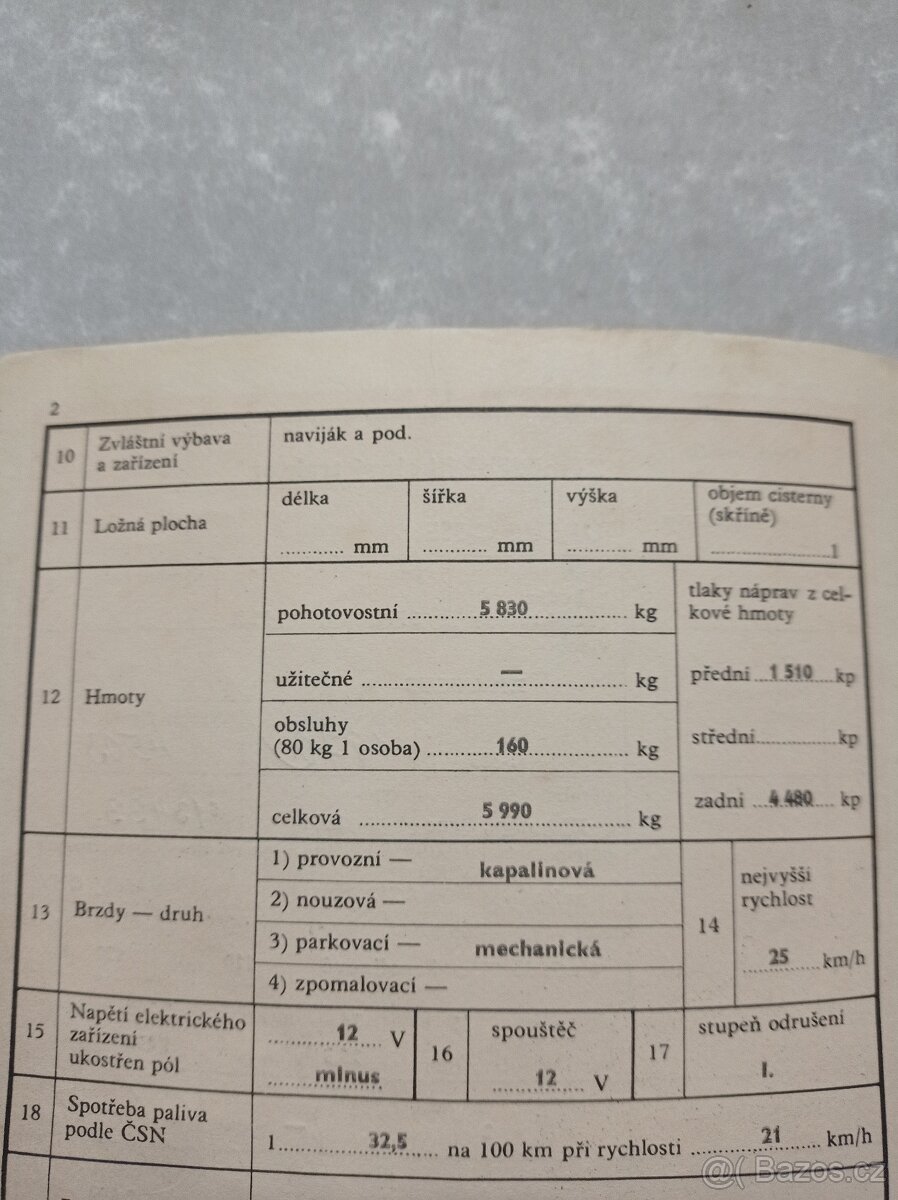 2
10 Zvláštní výbava a zařízení naviják a pod.
11 Ložná plocha délka ............ mm šířka ............ mm výška ............ mm objem cisterny (skříně) ............ l
12 Hmoty
pohotovostní 5 830 kg
užitečné — kg
obsluhy
(80 kg 1 osoba) 160 kg
celková 5 990 kg
tlaky náprav z cel-
kové hmoty
přední 1 510 kp
střední kp
zadní 4 480 kp
13 Brzdy — druh
1) provozní — kapalinová
2) nouzová —
3) parkovací — mechanická
4) zpomalovací —
14 nejvyšší
rychlost
25 km/h
15 Napětí elektrického
zařízení
ukostřen pól
12 V
minus
16 spouštěč
12 V
17 stupeň odrušení
I.
18 Spotřeba paliva
podle ČSN
l 32,5 na 100 km při rychlosti 21 km/h
@( Bazos.cz